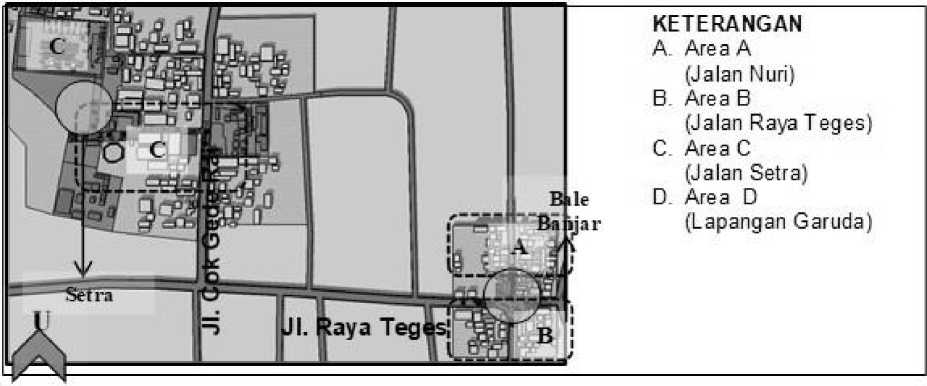 C
C
Jl. Cok Gede Rai
Bale
Banjar
A
Setra
U
Jl. Raya Teges
B
KETERANGAN
A. Area A
(Jalan Nuri)
B. Area B
(Jalan Raya Teges)
C. Area C
(Jalan Setra)
D. Area D
(Lapangan Garuda)